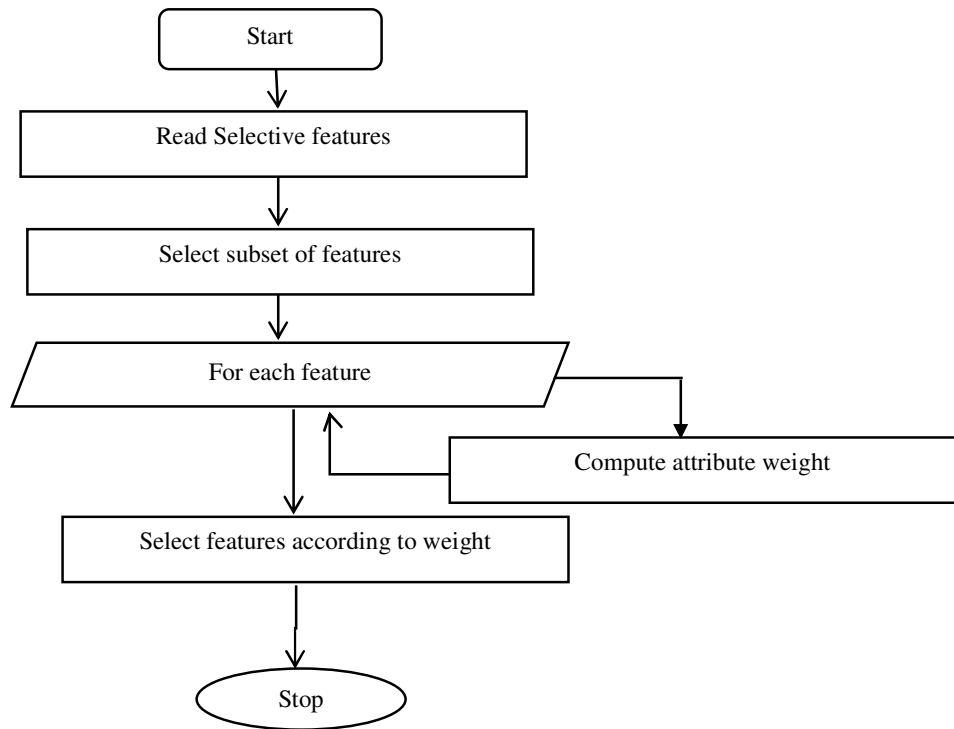 Start
Read Selective features
Select subset of features
For each feature
Compute attribute weight
Select features according to weight
Stop